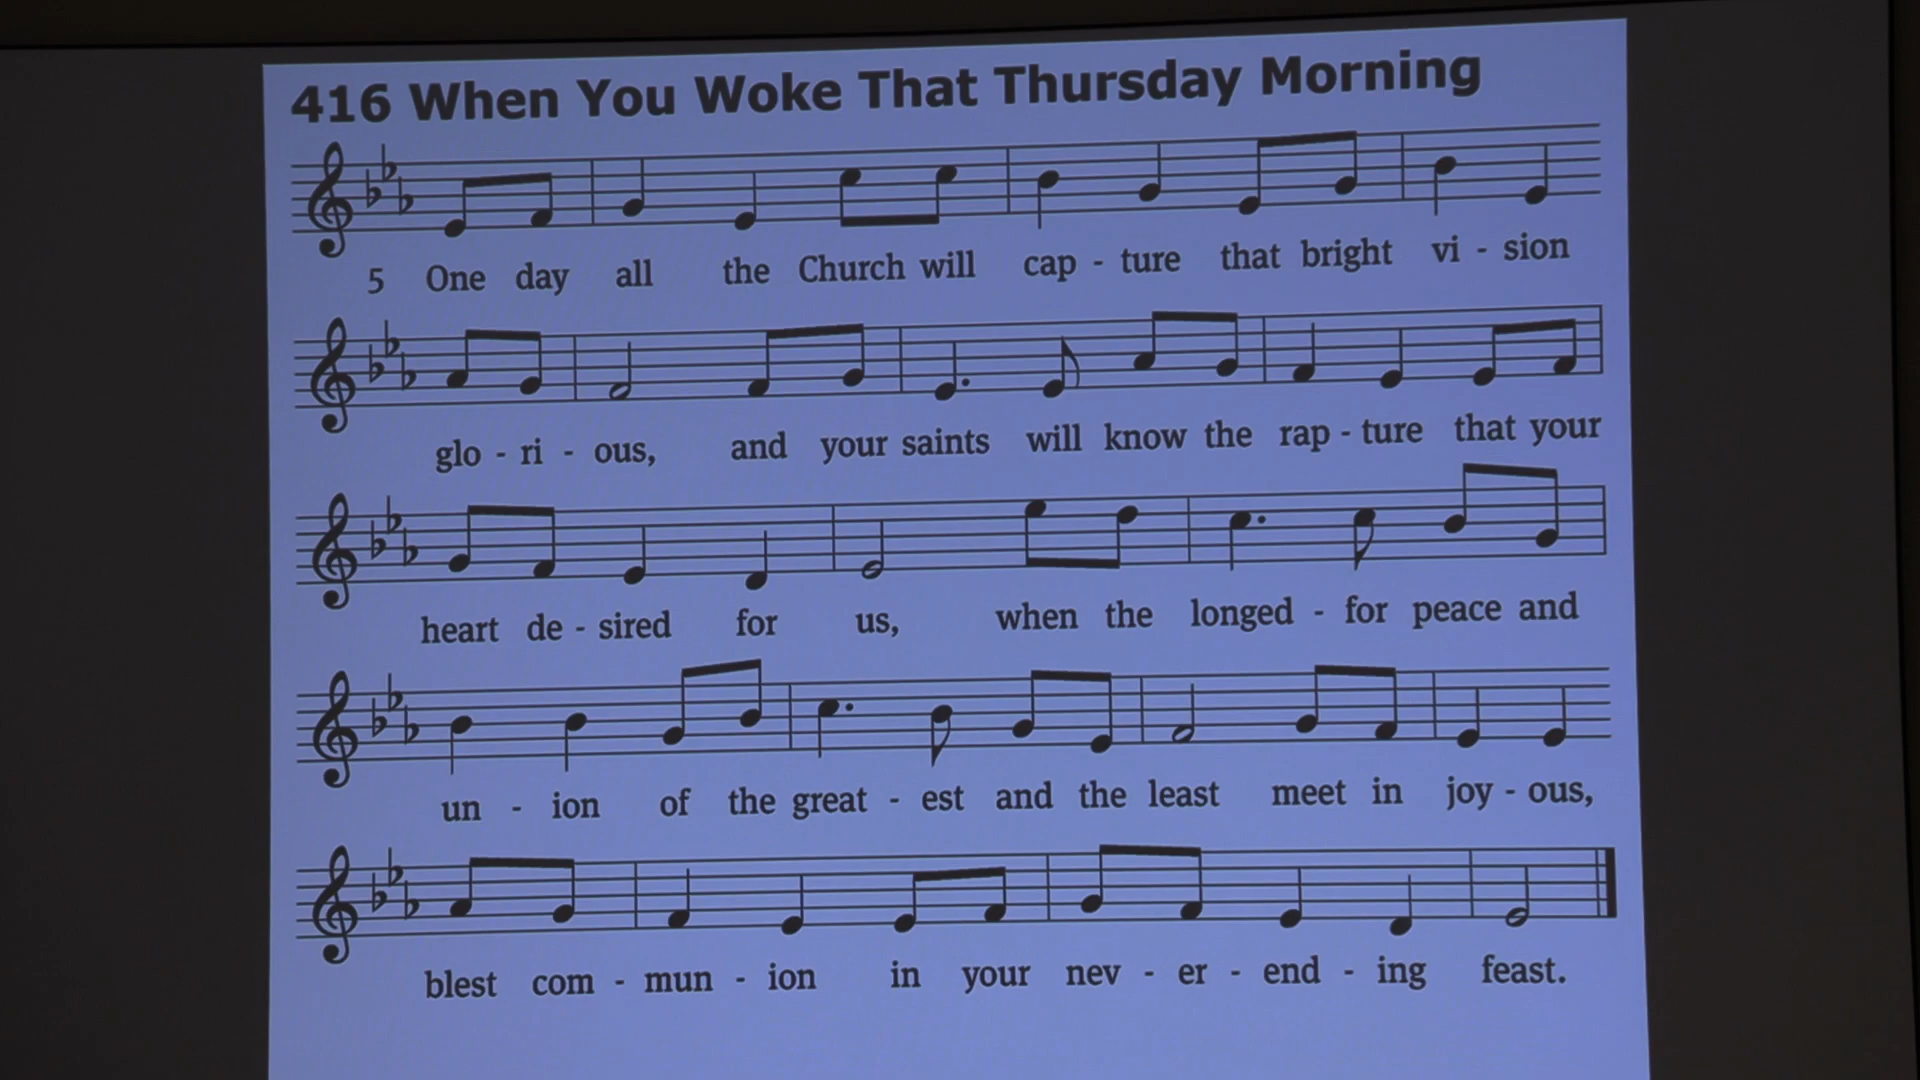 416 When You Woke That Thursday Morning
5 One day all the Church will cap - ture that bright vi - sion
glo - ri - ous, and your saints will know the rap - ture that your
heart de - sired for us, when the longed - for peace and
un - ion of the great - est and the least meet in joy - ous,
blest com - mun - ion in your nev - er - end - ing feast.